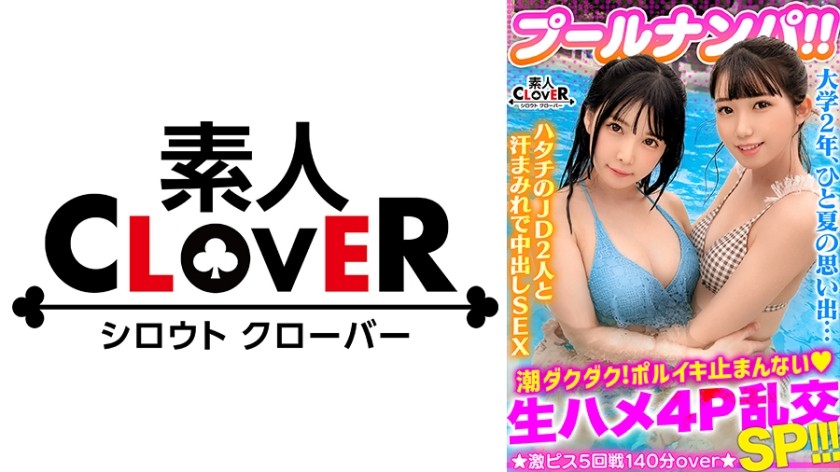 素人
CLOVER
シロウト クローバー
プールナンパ!!
素人
CLOVER
シロウト クローバー
大学2年、ひと夏の思い出…
ハタチのJD2人と
汗まみれで中出しSEX
潮ダクダク!ポルイキ止まんない♥
生ハメ4P乱交
SP!!!
★激ピス5回戦140分over★